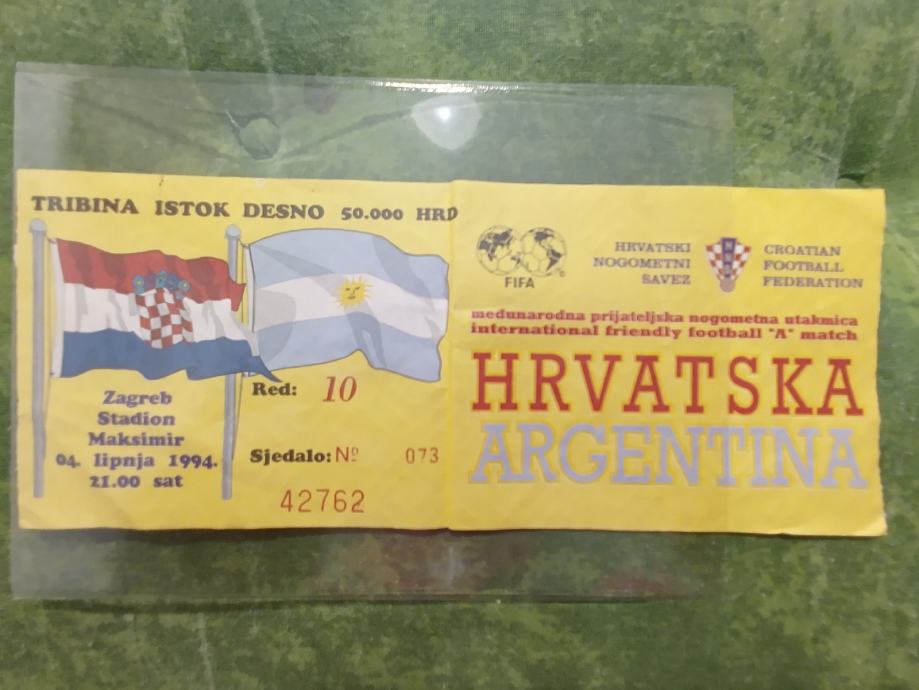 TRIBINA ISTOK DESNO 50.000 HRD
Zagreb
Stadion
Maksimir
04. lipnja 1994.
21.00 sat
Red: 10
Sjedalo: Nº 073
42762
FIFA
HRVATSKI
NOGOMETNI
SAVEZ
CROATIAN
FOOTBALL
FEDERATION
međunarodna prijateljska nogometna utakmica
international friendly football "A" match
HRVATSKA
ARGENTINA